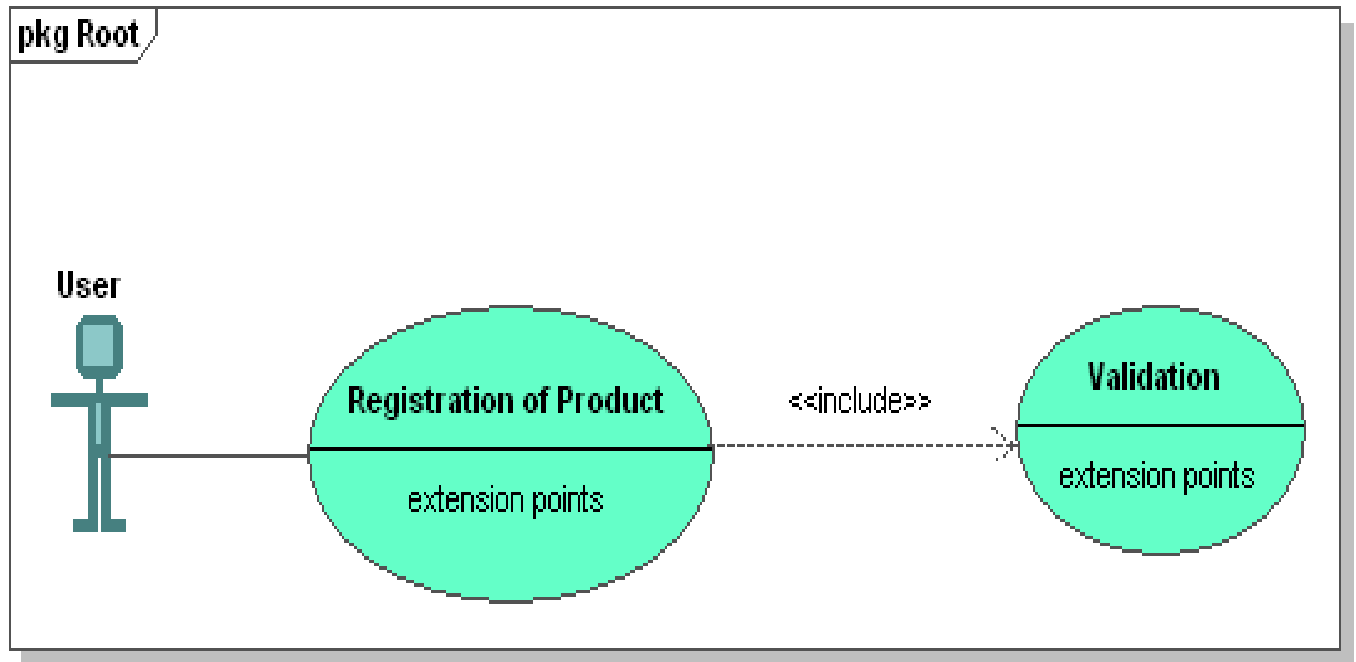 pkg Root
User
Registration of Product
extension points
<<include>>
Validation
extension points